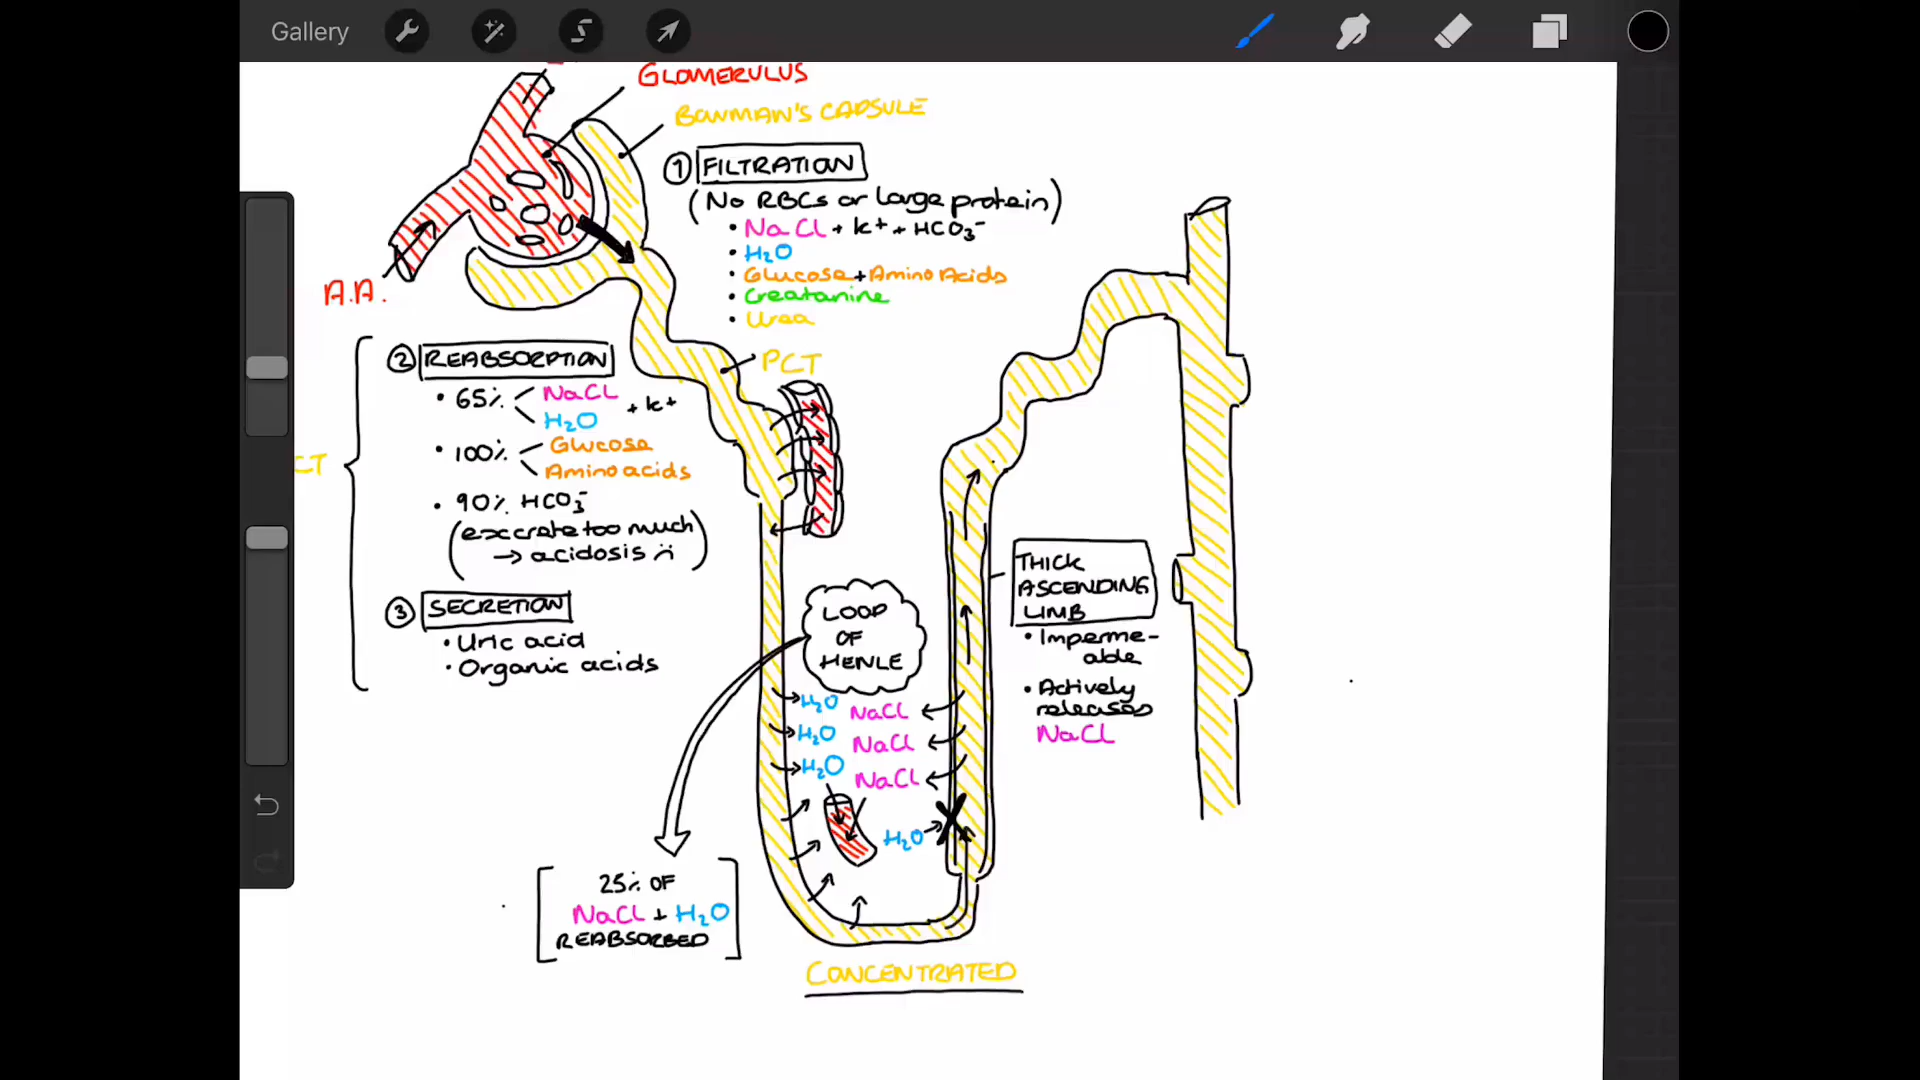 Gallery
GLOMERULUS
BOWMAN'S CAPSULE
① FILTRATION
(No RBCs or large protein)
• NaCl + K+ + HCO₃⁻
• H₂O
• Glucose + Amino Acids
• Creatanine
• Urea
A.A.
PCT
② REABSORPTION
• 65% NaCl
H₂O + K+
• 100% Glucose
Amino acids
• 90% HCO₃⁻
(excrete too much
→ acidosis :()
CT
③ SECRETION
• Uric acid
• Organic acids
LOOP
OF
HENLE
THICK
ASCENDING
LIMB
• Imperme-
able
• Actively
releases
NaCl
H₂O
NaCl
H₂O
NaCl
H₂O
NaCl
H₂O
25% OF
NaCl + H₂O
REABSORBED
CONCENTRATED